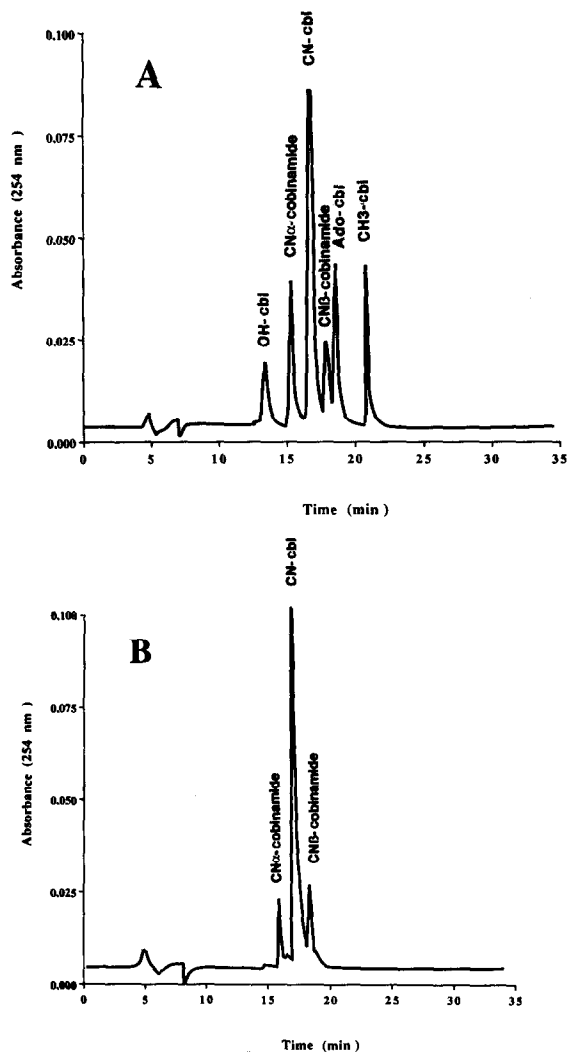 A
Absorbance (254 nm )
0.100
0.075
0.050
0.025
0.000
OH-cbl
CNα-cobinamide
CN-cbl
CNß-cobinamide
Ado-cbl
CH3-cbl
0 5 10 15 20 25 30 35
Time (min )
B
Absorbance (254 nm )
0.100
0.075
0.050
0.025
0.000
CNα-cobinamide
CN-cbl
CNß-cobinamide
0 5 10 15 20 25 30 35
Time (min )